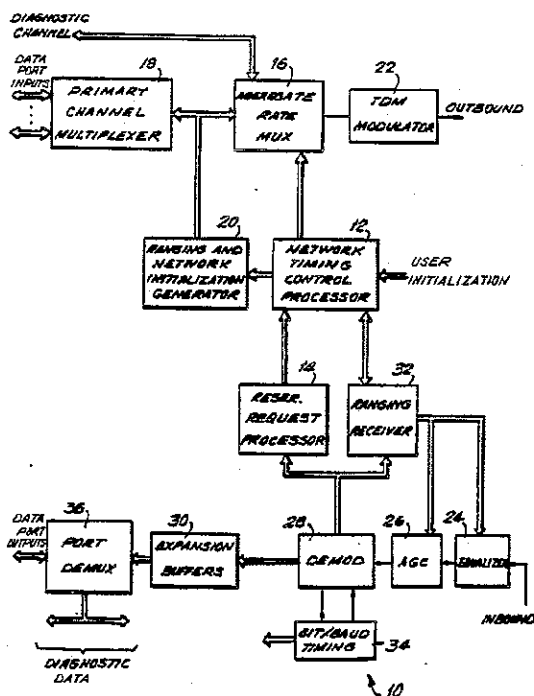 DIAGNOSTIC
CHANNEL
DATA
PORT
INPUTS
18
PRIMARY
CHANNEL
MULTIPLEXER
16
AGGREGATE
RATE
MUX
22
TDM
MODULATOR
OUTBOUND
20
RANGING AND
NETWORK
INITIALIZATION
GENERATOR
12
NETWORK
TIMING
CONTROL
PROCESSOR
USER
INITIALIZATION
14
RESER.
REQUEST
PROCESSOR
32
RANGING
RECEIVER
DATA
PORT
OUTPUTS
36
PORT
DEMUX
30
EXPANSION
BUFFERS
28
DEMOD
26
AGC
24
EQUALIZER
INBOUND
BIT/BAUD
TIMING
34
DIAGNOSTIC
DATA
10